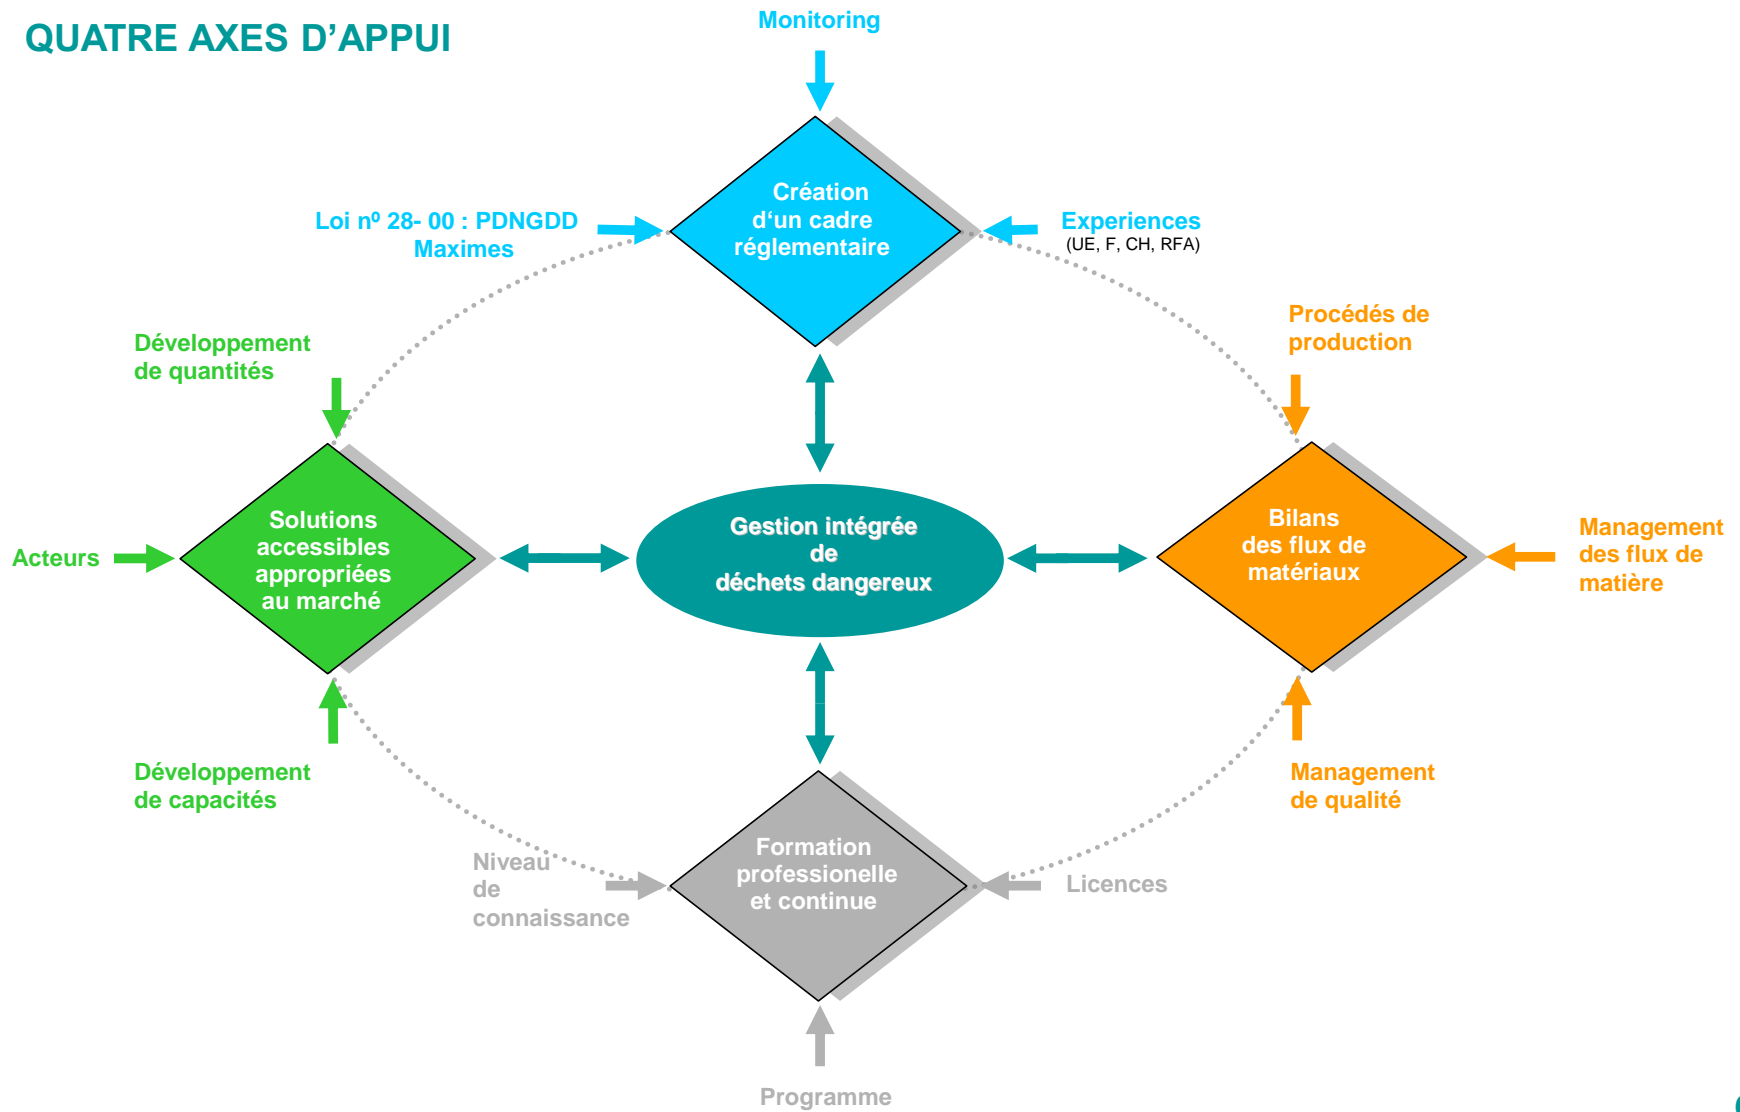 QUATRE AXES D’APPUI
Monitoring
Création
d‘un cadre
réglementaire
Loi nº 28- 00 : PDNGDD
Maximes
Experiences
(UE, F, CH, RFA)
Procédés de
production
Développement
de quantités
Solutions
accessibles
appropriées
au marché
Acteurs
Gestion intégrée
de
déchets dangereux
Bilans
des flux de
matériaux
Management
des flux de
matière
Développement
de capacités
Management
de qualité
Formation
professionelle
et continue
Niveau
de
connaissance
Licences
Programme